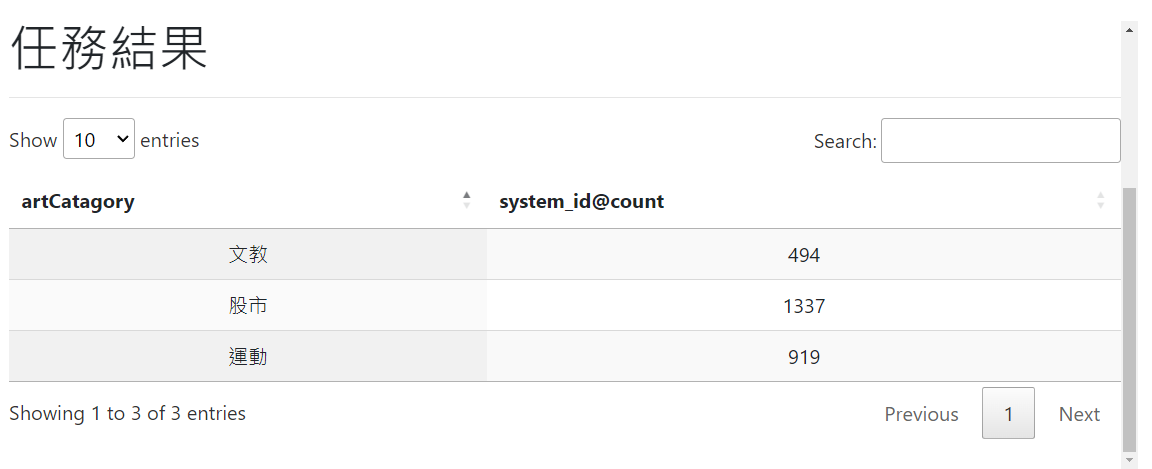 任務結果
Show 10 entries Search:
artCatagory system_id@count
文教 494
股市 1337
運動 919
Showing 1 to 3 of 3 entries Previous 1 Next